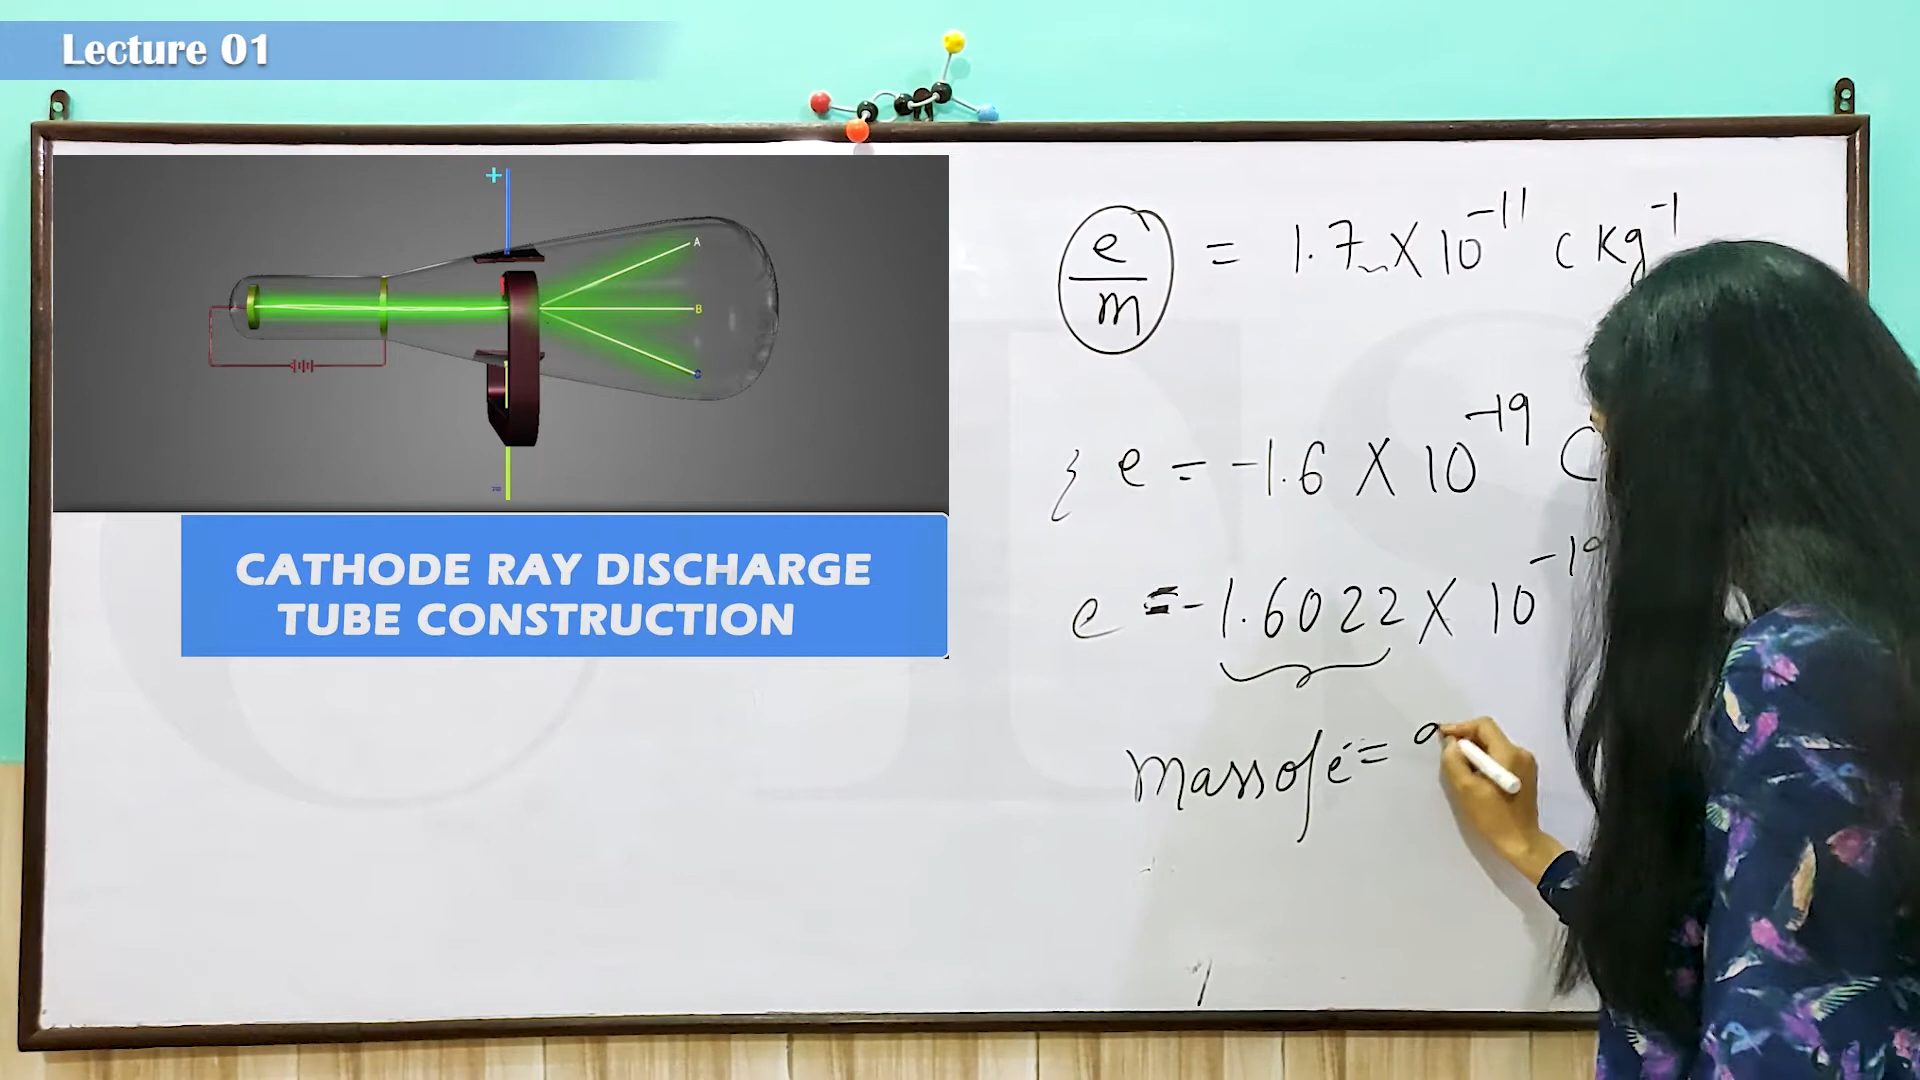 Lecture 01
+
A
B
C
CATHODE RAY DISCHARGE
TUBE CONSTRUCTION
e/m = 1.7 × 10⁻¹¹ C kg⁻¹
e = -1.6 × 10⁻¹⁹ C
e = -1.6022 × 10⁻¹⁹
Mass of e⁻ =